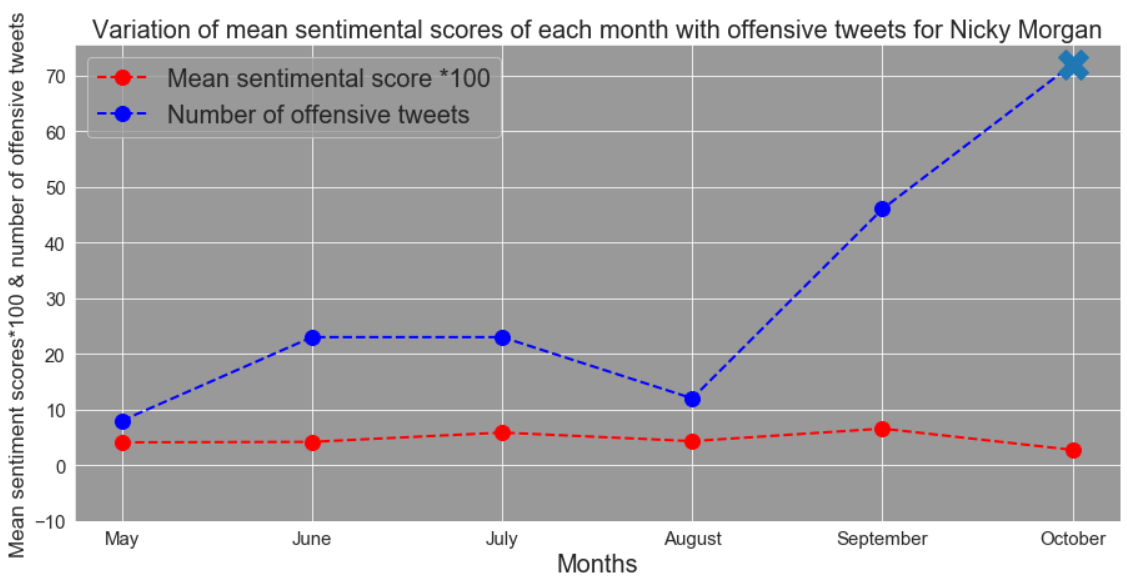 Variation of mean sentimental scores of each month with offensive tweets for Nicky Morgan
Mean sentiment scores*100 & number of offensive tweets
Mean sentimental score *100
Number of offensive tweets
70
60
50
40
30
20
10
0
−10
May June July August September October
Months